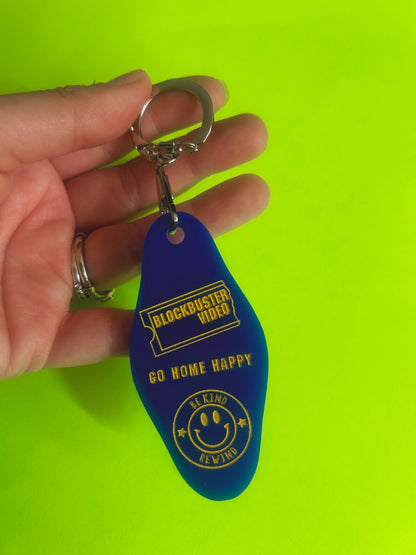 BLOCKBUSTER
VIDEO
GO HOME HAPPY
BE KIND
REWIND